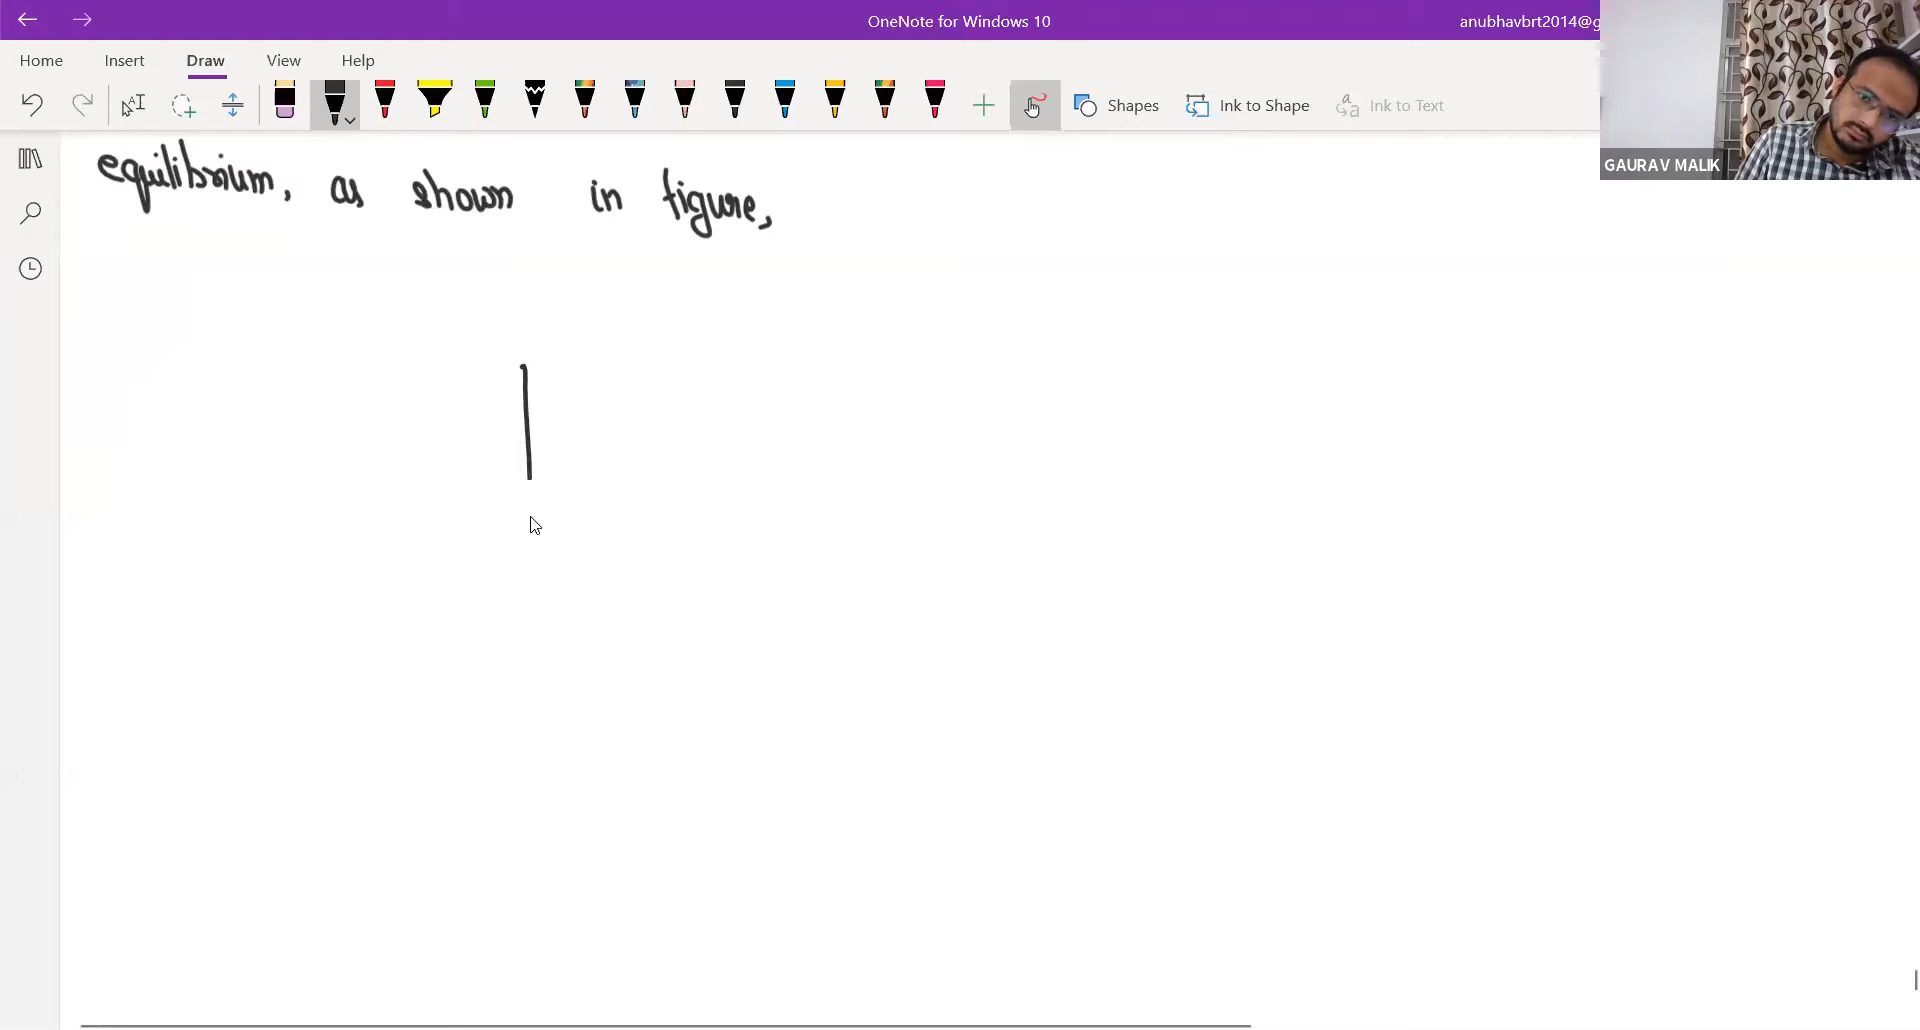 OneNote for Windows 10
anubhavbrt2014@g
Home Insert Draw View Help
Shapes Ink to Shape Ink to Text
GAURAV MALIK
equilibrium, as shown in figure,